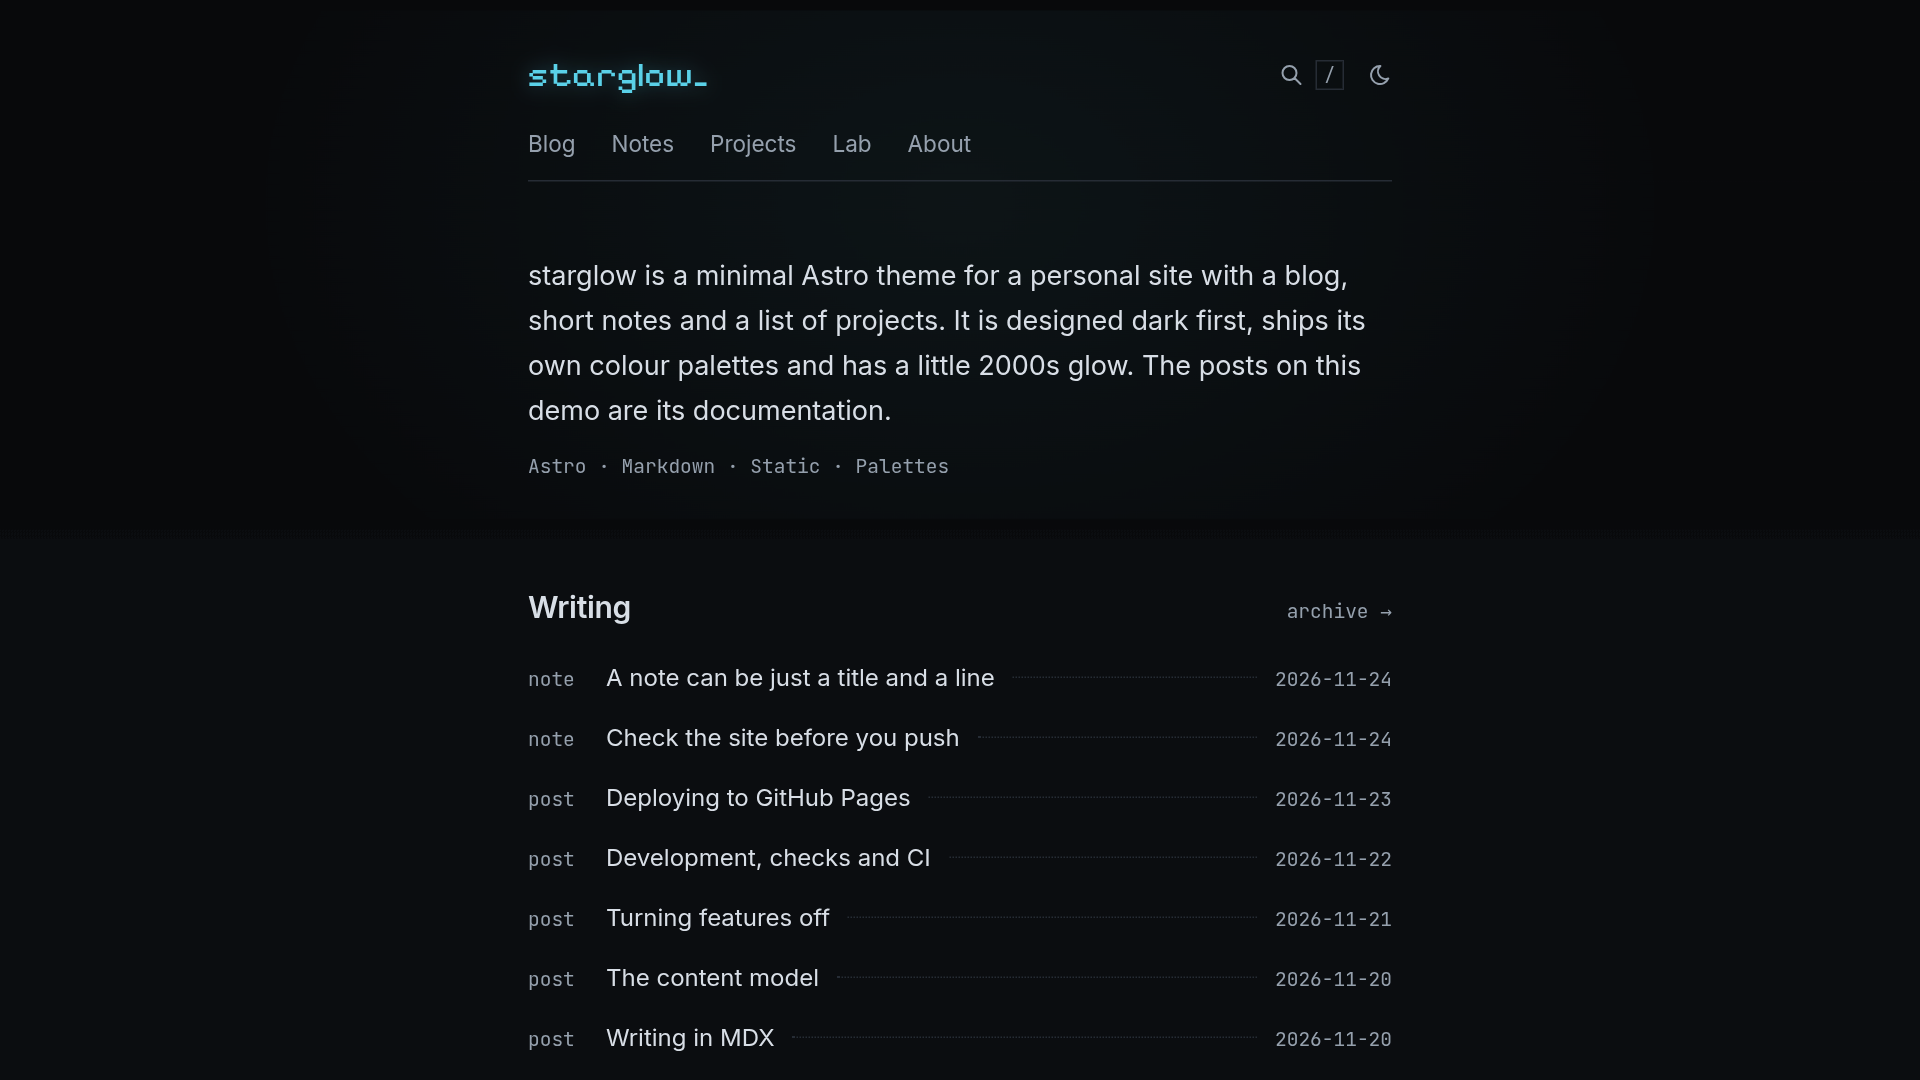 starglow_
/
Blog Notes Projects Lab About
starglow is a minimal Astro theme for a personal site with a blog,
short notes and a list of projects. It is designed dark first, ships its
own colour palettes and has a little 2000s glow. The posts on this
demo are its documentation.
Astro · Markdown · Static · Palettes
Writing archive →
note A note can be just a title and a line 2026-11-24
note Check the site before you push 2026-11-24
post Deploying to GitHub Pages 2026-11-23
post Development, checks and CI 2026-11-22
post Turning features off 2026-11-21
post The content model 2026-11-20
post Writing in MDX 2026-11-20